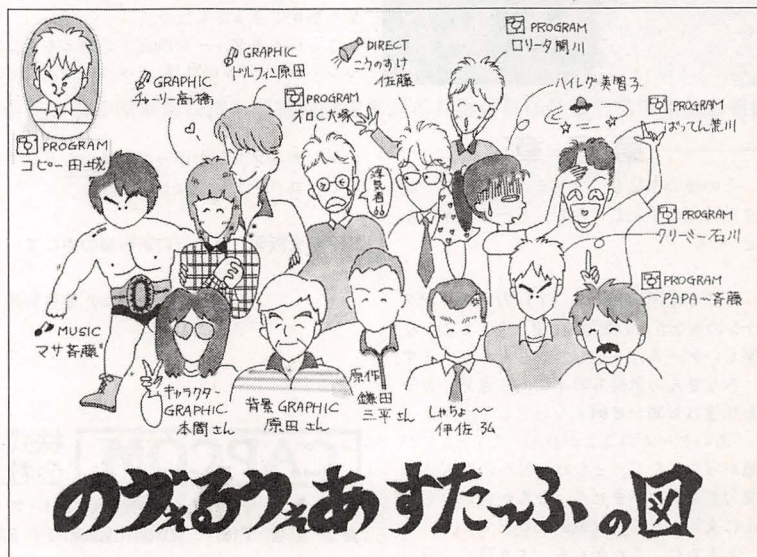 PROGRAM
コピー田城
GRAPHIC
チャーリー高橋
GRAPHIC
ドルフィン原田
PROGRAM
オロC大塚
DIRECT
こうのすけ
佐藤
PROGRAM
ロリータ関川
ハイレグ美智子
PROGRAM
おってん荒川
PROGRAM
クリーミー石川
PROGRAM
PAPA〜斉藤
MUSIC
マサ斉藤
キャラクター
GRAPHIC
本間さん
背景GRAPHIC
原田さん
原作
鎌田
三平さん
しゃちょ〜
伊佐 弘
のヴぇるうぇあすたっふの図